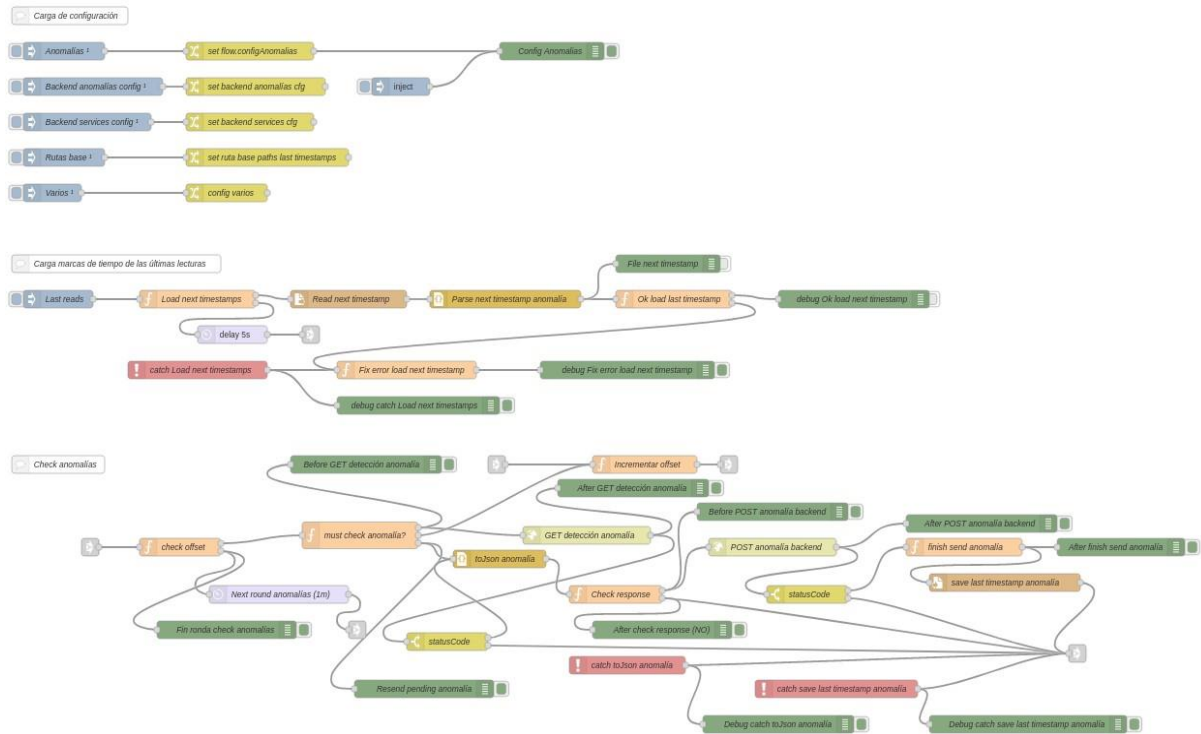 Carga de configuración
Anomalías ¹
set flow.configAnomalias
Config Anomalias
Backend anomalías config ¹
set backend anomalías cfg
inject
Backend services config ¹
set backend services cfg
Rutas base ¹
set ruta base paths last timestamps
Varios ¹
config varios
Carga marcas de tiempo de las últimas lecturas
File next timestamp
Last reads
Load next timestamps
Read next timestamp
Parse next timestamp anomalía
Ok load last timestamp
debug Ok load next timestamp
delay 5s
catch Load next timestamps
Fix error load next timestamp
debug Fix error load next timestamp
debug catch Load next timestamps
Check anomalías
Before GET detección anomalía
Incrementar offset
After GET detección anomalía
Before POST anomalía backend
After POST anomalía backend
check offset
must check anomalía?
GET detección anomalía
POST anomalía backend
finish send anomalía
After finish send anomalía
toJson anomalía
save last timestamp anomalía
Next round anomalías (1m)
Check response
statusCode
Fin ronda check anomalías
After check response (NO)
statusCode
catch toJson anomalía
Resend pending anomalía
catch save last timestamp anomalía
Debug catch toJson anomalía
Debug catch save last timestamp anomalía